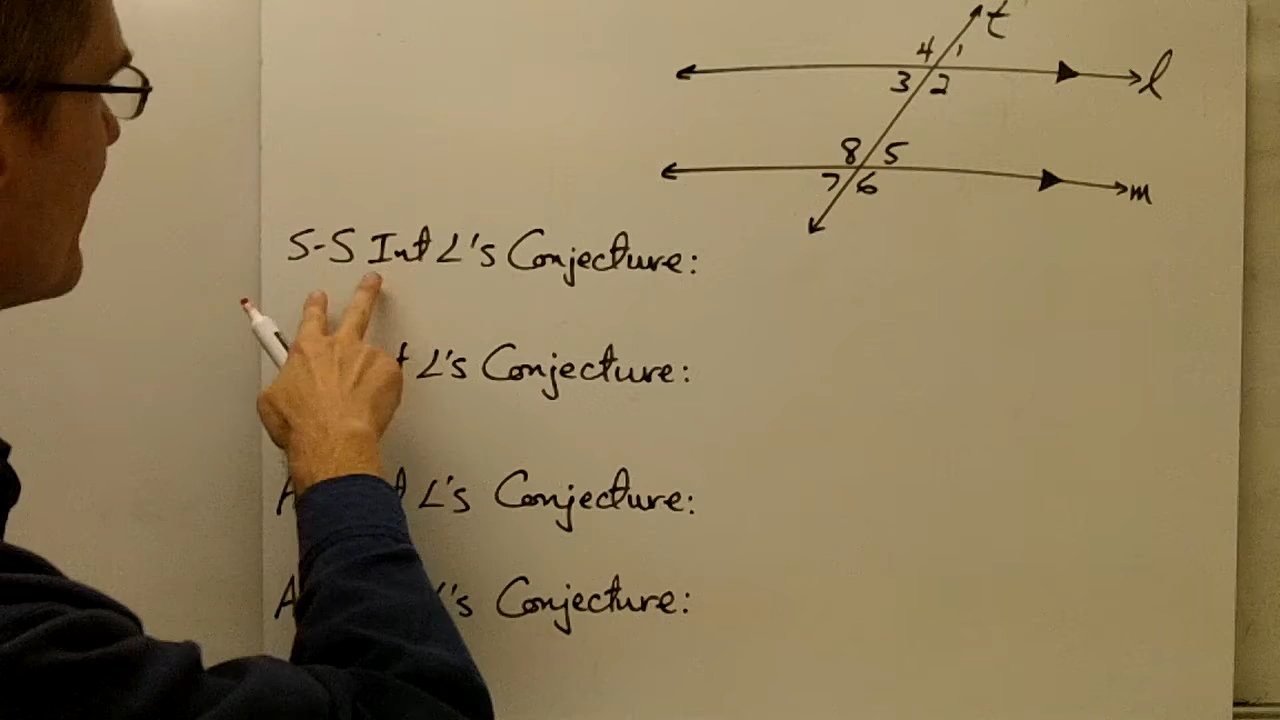 t
4 1
l
3 2
8 5
7 6
m
S-S Int ∠'s Conjecture:
∠'s Conjecture:
∠'s Conjecture:
∠'s Conjecture: